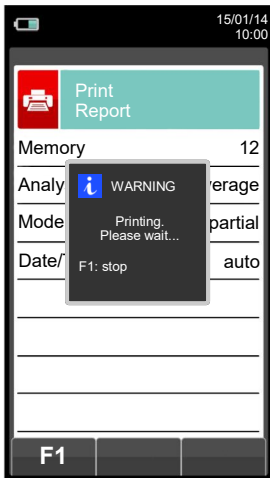 15/01/14
10:00
Print
Report
Memory 12
Analy verage
Mode partial
Date/ auto
i WARNING
Printing.
Please wait...
F1: stop
F1